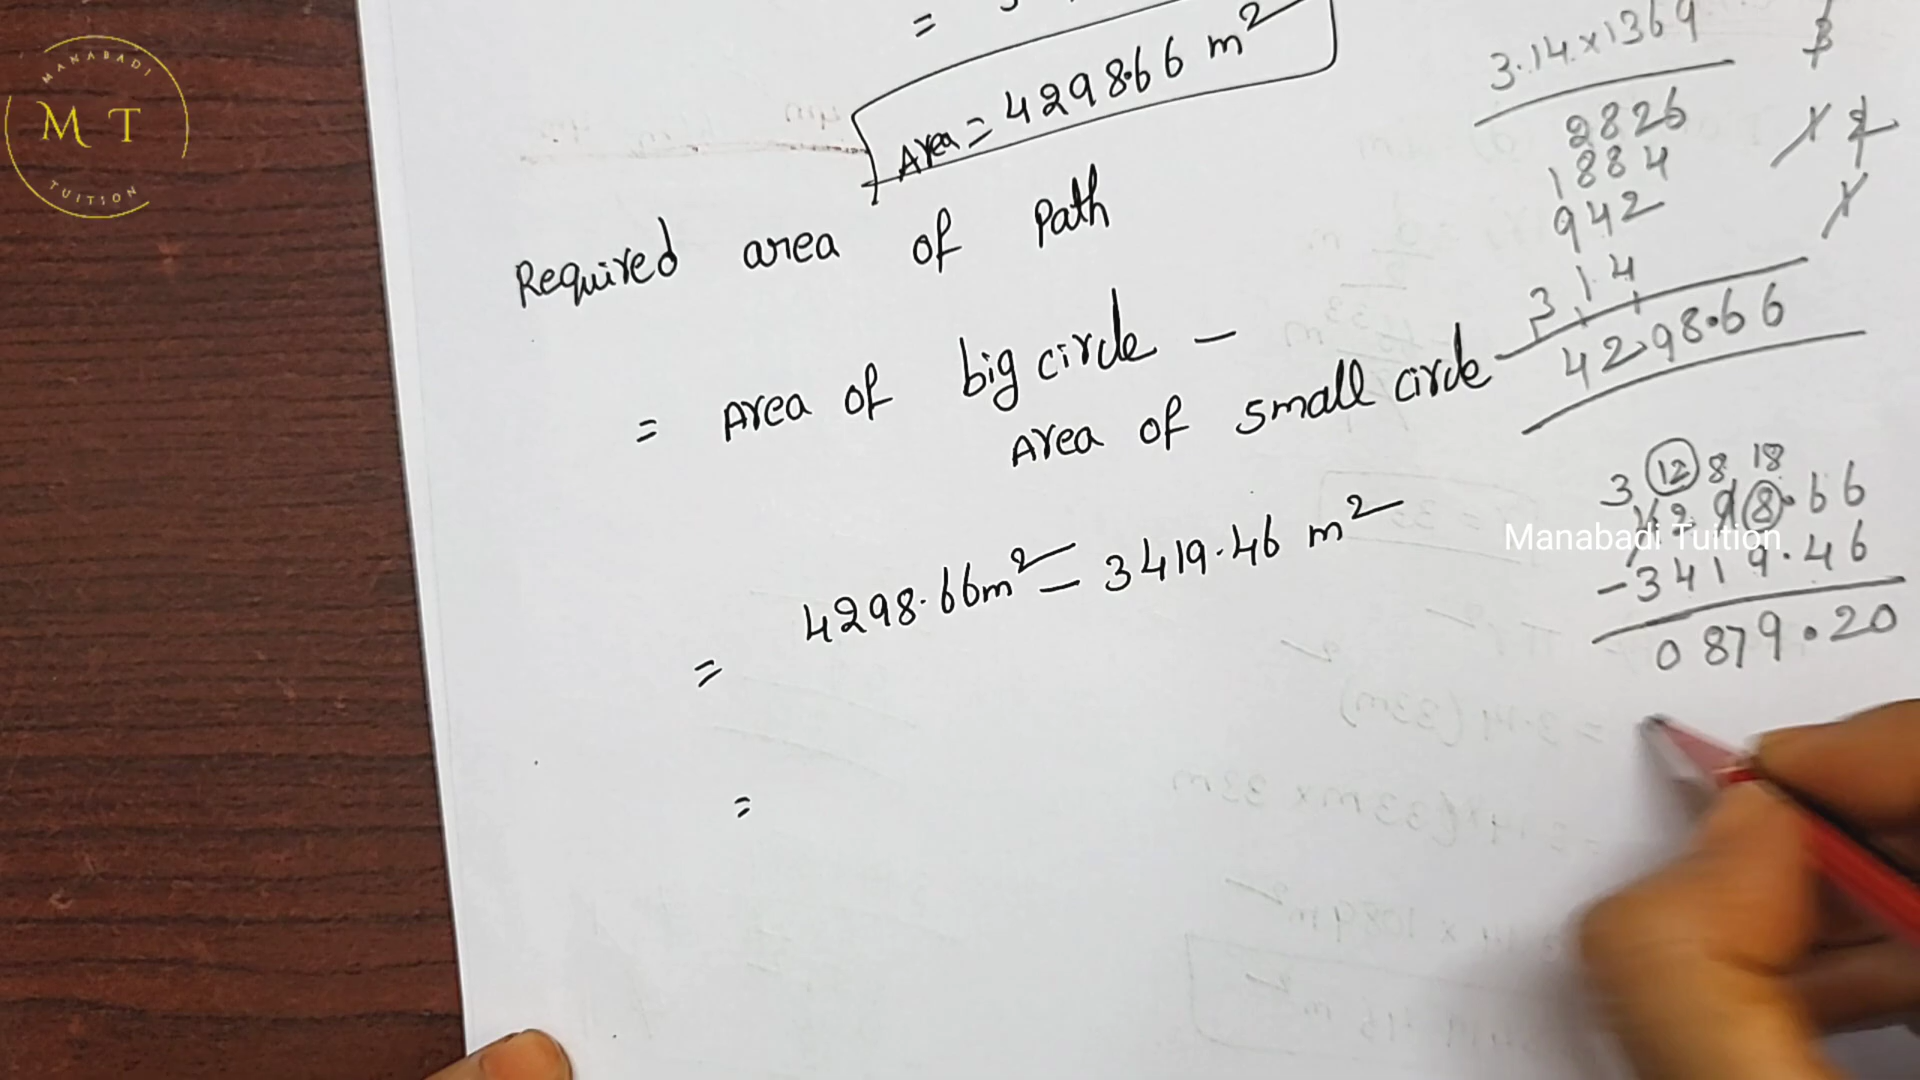 MANABADI
M T
TUITION
=
Area = 4298.66 m²
Required area of Path
= Area of big circle –
Area of small circle
4298.66m² – 3419.46 m²
=
=
3.14 x 1369
2826
1884
942
314
4298.66
3 12 8 18
4298.66
Manabadi Tuition
- 3419.46
0879.20